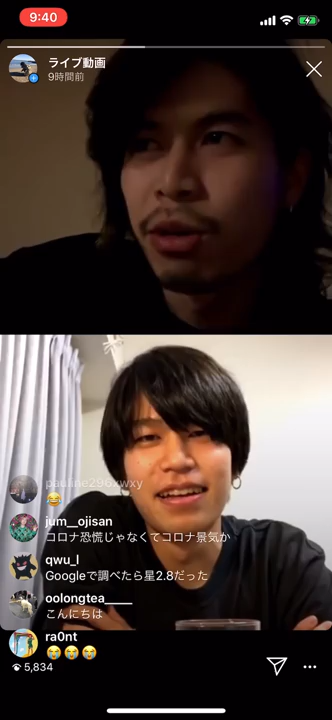 9:40
ライブ動画
9時間前
pauline296xwxy
😂
jum__ojisan
コロナ恐慌じゃなくてコロナ景気か
qwu_l
Googleで調べたら星2.8だった
oolongtea____
こんにちは
ra0nt
😭😭😭
5,834